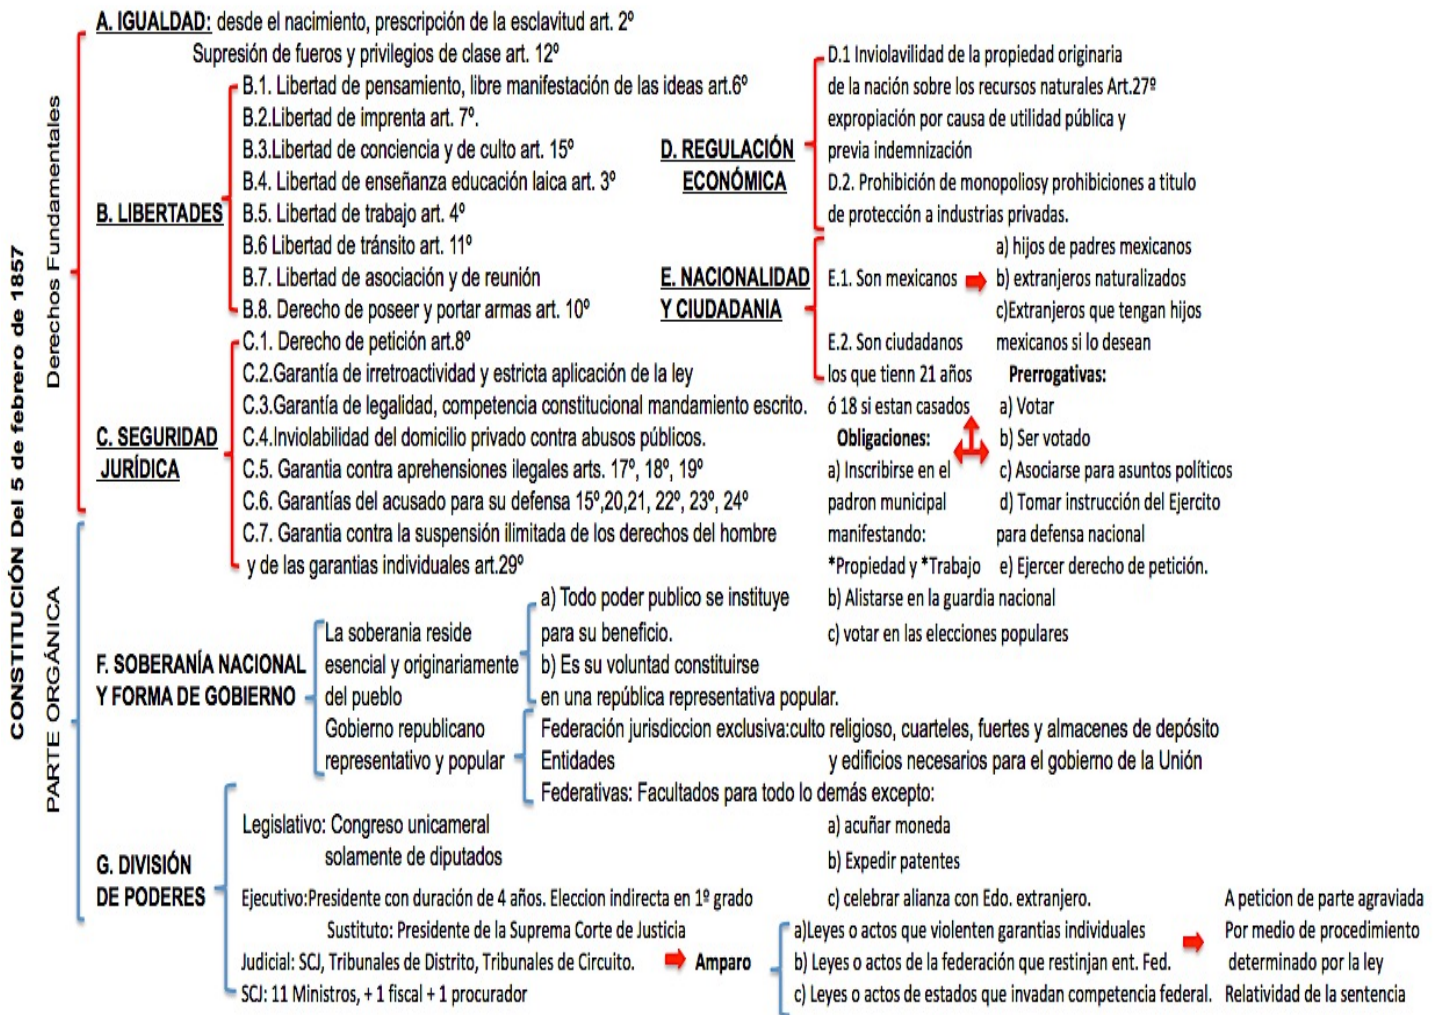 CONSTITUCIÓN Del 5 de febrero de 1857
Derechos Fundamentales
A. IGUALDAD: desde el nacimiento, prescripción de la esclavitud art. 2º
Supresión de fueros y privilegios de clase art. 12º
B. LIBERTADES
B.1. Libertad de pensamiento, libre manifestación de las ideas art.6º
B.2.Libertad de imprenta art. 7º.
B.3.Libertad de conciencia y de culto art. 15º
B.4. Libertad de enseñanza educación laica art. 3º
B.5. Libertad de trabajo art. 4º
B.6 Libertad de tránsito art. 11º
B.7. Libertad de asociación y de reunión
B.8. Derecho de poseer y portar armas art. 10º
C. SEGURIDAD
JURÍDICA
C.1. Derecho de petición art.8º
C.2.Garantía de irretroactividad y estricta aplicación de la ley
C.3.Garantía de legalidad, competencia constitucional mandamiento escrito.
C.4.Inviolabilidad del domicilio privado contra abusos públicos.
C.5. Garantia contra aprehensiones ilegales arts. 17º, 18º, 19º
C.6. Garantías del acusado para su defensa 15º,20,21, 22º, 23º, 24º
C.7. Garantia contra la suspensión ilimitada de los derechos del hombre
y de las garantias individuales art.29º
D. REGULACIÓN
ECONÓMICA
D.1 Inviolavilidad de la propiedad originaria
de la nación sobre los recursos naturales Art.27º
expropiación por causa de utilidad pública y
previa indemnización
D.2. Prohibición de monopoliosy prohibiciones a titulo
de protección a industrias privadas.
E. NACIONALIDAD
Y CIUDADANIA
E.1. Son mexicanos
a) hijos de padres mexicanos
b) extranjeros naturalizados
c)Extranjeros que tengan hijos
mexicanos si lo desean
E.2. Son ciudadanos
los que tienn 21 años
ó 18 si estan casados
Prerrogativas:
a) Votar
b) Ser votado
c) Asociarse para asuntos políticos
d) Tomar instrucción del Ejercito
para defensa nacional
e) Ejercer derecho de petición.
Obligaciones:
a) Inscribirse en el
padron municipal
manifestando:
*Propiedad y *Trabajo
b) Alistarse en la guardia nacional
c) votar en las elecciones populares
PARTE ORGÁNICA
F. SOBERANÍA NACIONAL
Y FORMA DE GOBIERNO
La soberania reside
esencial y originariamente
del pueblo
a) Todo poder publico se instituye
para su beneficio.
b) Es su voluntad constituirse
en una república representativa popular.
Gobierno republicano
representativo y popular
Federación jurisdiccion exclusiva:culto religioso, cuarteles, fuertes y almacenes de depósito
y edificios necesarios para el gobierno de la Unión
Entidades
Federativas: Facultados para todo lo demás excepto:
a) acuñar moneda
b) Expedir patentes
c) celebrar alianza con Edo. extranjero.
G. DIVISIÓN
DE PODERES
Legislativo: Congreso unicameral
solamente de diputados
Ejecutivo:Presidente con duración de 4 años. Eleccion indirecta en 1º grado
Sustituto: Presidente de la Suprema Corte de Justicia
Judicial: SCJ, Tribunales de Distrito, Tribunales de Circuito.
SCJ: 11 Ministros, + 1 fiscal + 1 procurador
Amparo
a)Leyes o actos que violenten garantias individuales
b) Leyes o actos de la federación que restinjan ent. Fed.
c) Leyes o actos de estados que invadan competencia federal.
A peticion de parte agraviada
Por medio de procedimiento
determinado por la ley
Relatividad de la sentencia